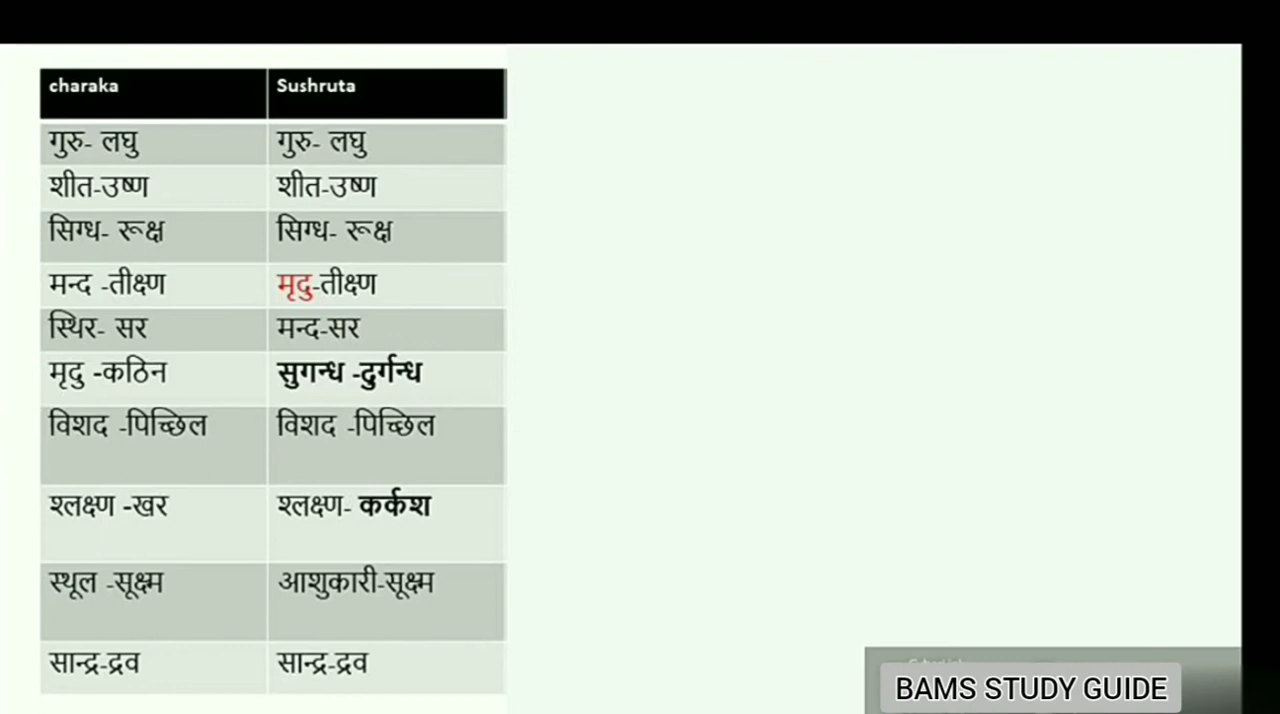 charaka Sushruta
गुरु- लघु गुरु- लघु
शीत-उष्ण शीत-उष्ण
सिग्ध- रूक्ष सिग्ध- रूक्ष
मन्द -तीक्ष्ण मृदु-तीक्ष्ण
स्थिर- सर मन्द-सर
मृदु -कठिन सुगन्ध -दुर्गन्ध
विशद -पिच्छिल विशद -पिच्छिल
श्लक्ष्ण -खर श्लक्ष्ण- कर्कश
स्थूल -सूक्ष्म आशुकारी-सूक्ष्म
सान्द्र-द्रव सान्द्र-द्रव
BAMS STUDY GUIDE